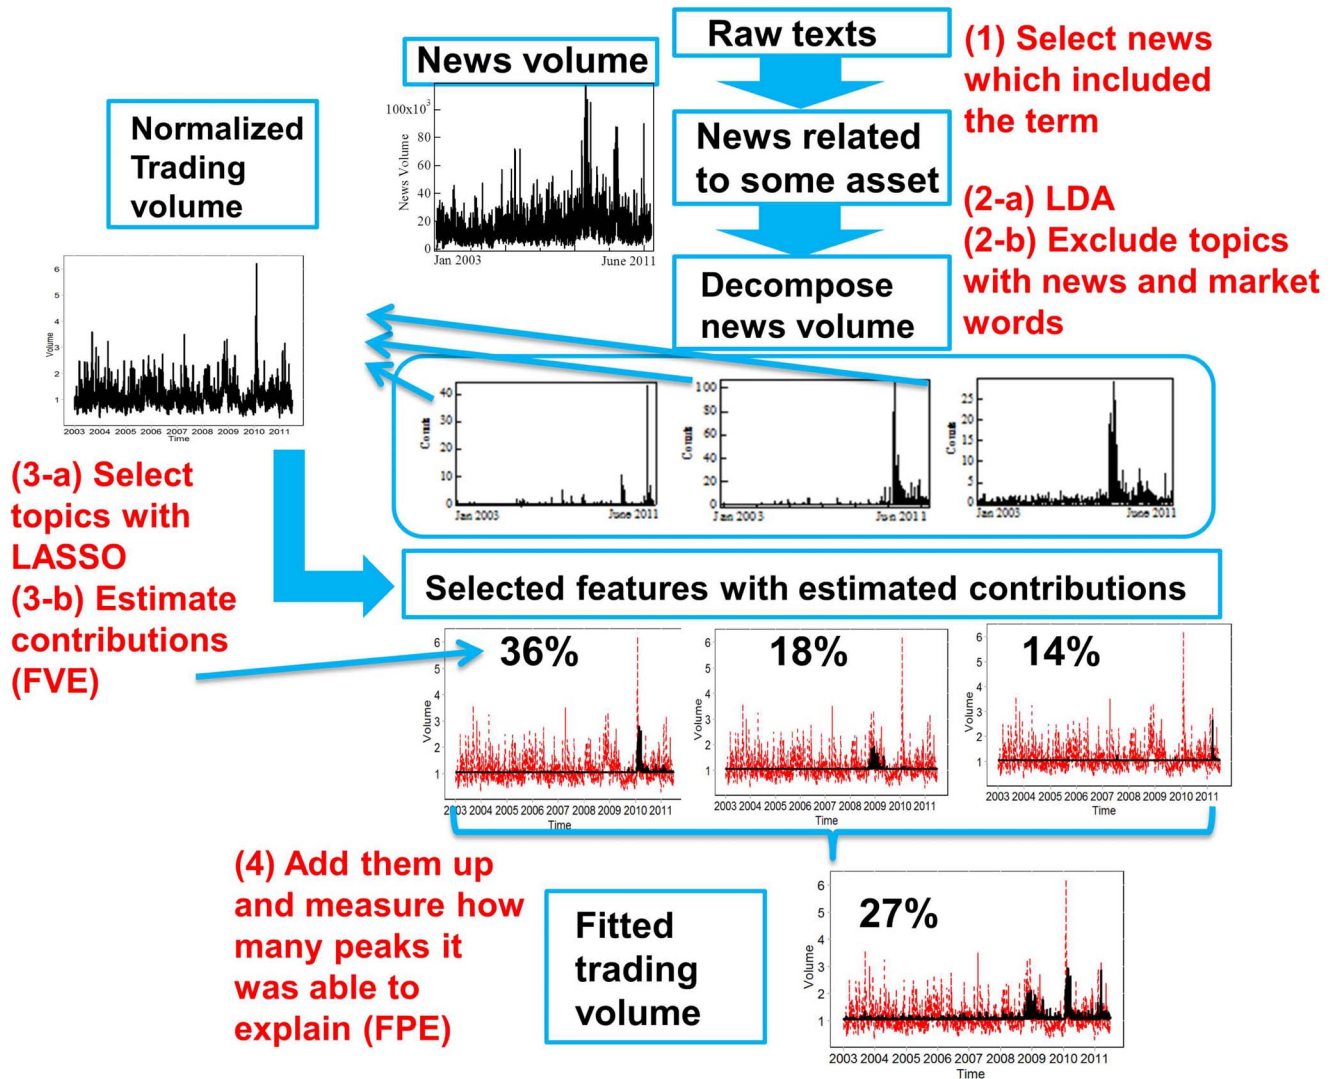 Raw texts
(1) Select news
which included
the term
News volume
100x10³
80
60
40
20
0
News Volume
Jan 2003
June 2011
Normalized
Trading
volume
News related
to some asset
(2-a) LDA
(2-b) Exclude topics
with news and market
words
Decompose
news volume
6
5
4
3
2
1
Volume
2003 2004 2005 2006 2007 2008 2009 2010 2011
Time
40
30
20
10
0
Counts
Jan 2003
June 2011
100
80
60
40
20
0
Counts
Jan 2003
Jun 2011
25
20
15
10
5
0
Counts
Jan 2003
June 2011
(3-a) Select
topics with
LASSO
(3-b) Estimate
contributions
(FVE)
Selected features with estimated contributions
36%
6
5
4
3
2
1
Volume
2003 2004 2005 2006 2007 2008 2009 2010 2011
Time
18%
6
5
4
3
2
1
Volume
2003 2004 2005 2006 2007 2008 2009 2010 2011
Time
14%
6
5
4
3
2
1
Volume
2003 2004 2005 2006 2007 2008 2009 2010 2011
Time
(4) Add them up
and measure how
many peaks it
was able to
explain (FPE)
Fitted
trading
volume
27%
6
5
4
3
2
1
Volume
2003 2004 2005 2006 2007 2008 2009 2010 2011
Time